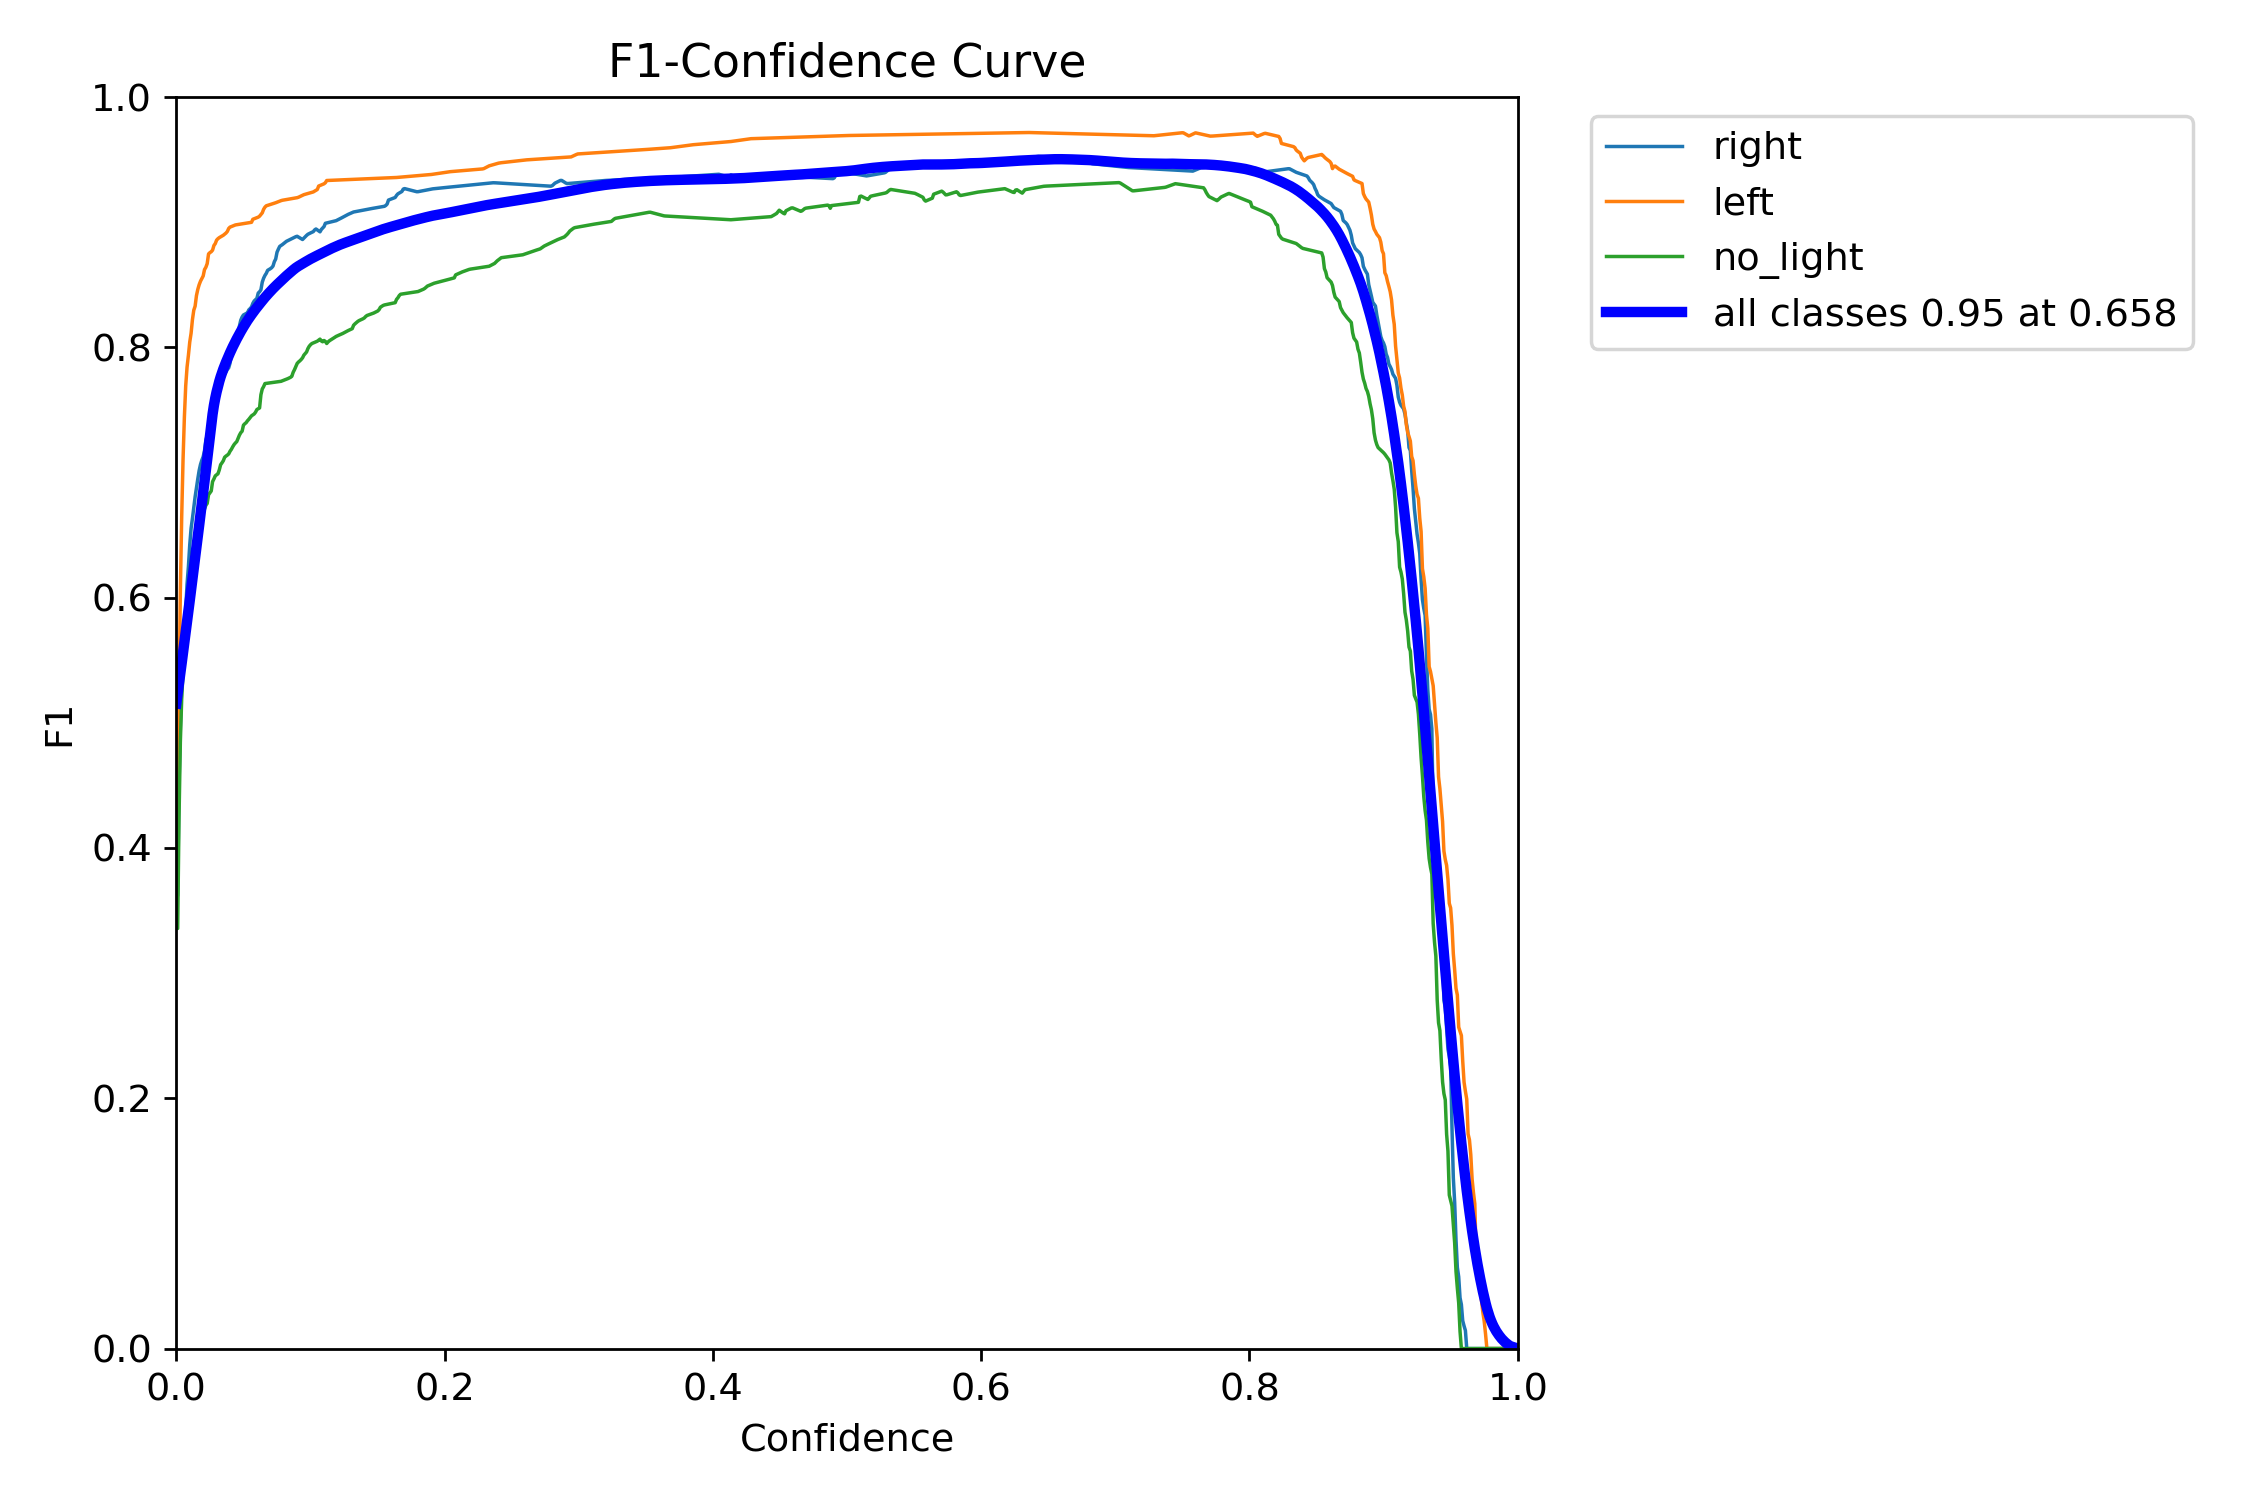 F1-Confidence Curve
1.0
0.8
0.6
0.4
0.2
0.0
F1
0.0 0.2 0.4 0.6 0.8 1.0
Confidence
right
left
no_light
all classes 0.95 at 0.658